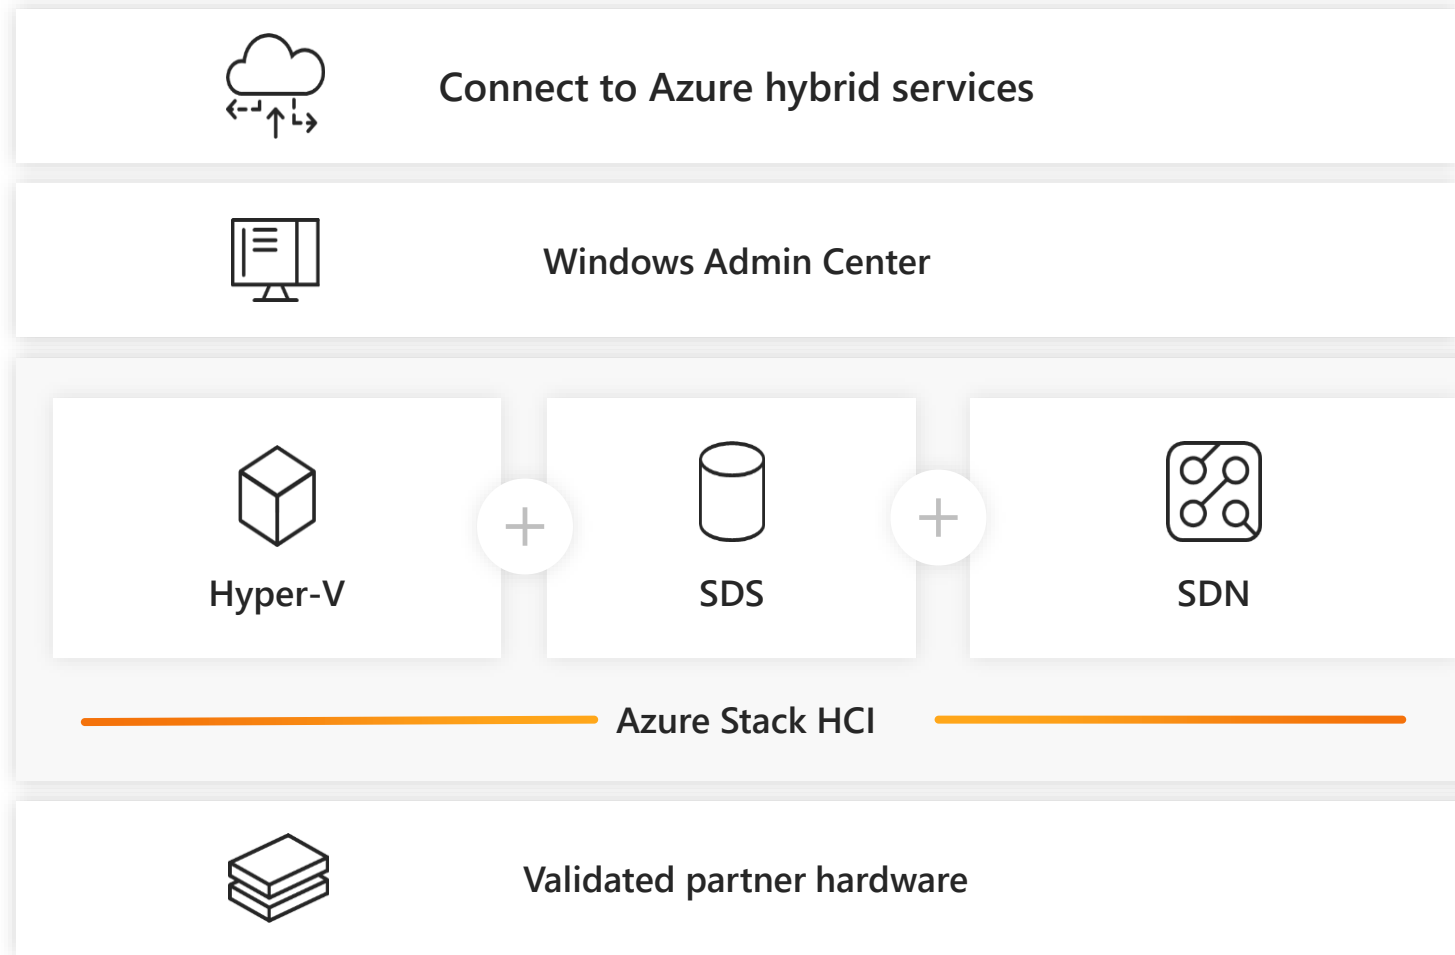 Connect to Azure hybrid services
Windows Admin Center
Hyper-V
SDS
SDN
Azure Stack HCI
Validated partner hardware